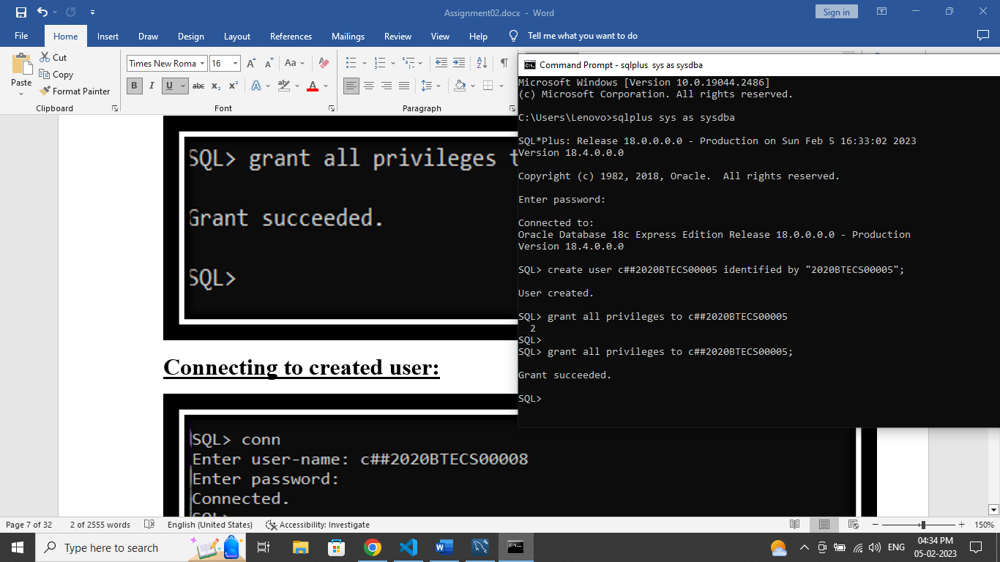 Assignment02.docx - Word
Sign in
File Home Insert Draw Design Layout References Mailings Review View Help Tell me what you want to do
Paste
Cut
Copy
Format Painter
Clipboard
Times New Roma 16
Aa
B I U abc x₂ x² A A
Font
Paragraph
SQL> grant all privileges t
Grant succeeded.
SQL>
Connecting to created user:
SQL> conn
Enter user-name: c##2020BTECS00008
Enter password:
Connected.
SQL>
Command Prompt - sqlplus sys as sysdba
Microsoft Windows [Version 10.0.19044.2486]
(c) Microsoft Corporation. All rights reserved.
C:\Users\Lenovo>sqlplus sys as sysdba
SQL*Plus: Release 18.0.0.0.0 - Production on Sun Feb 5 16:33:02 2023
Version 18.4.0.0.0
Copyright (c) 1982, 2018, Oracle.  All rights reserved.
Enter password:
Connected to:
Oracle Database 18c Express Edition Release 18.0.0.0.0 - Production
Version 18.4.0.0.0
SQL> create user c##2020BTECS00005 identified by "2020BTECS00005";
User created.
SQL> grant all privileges to c##2020BTECS00005
2
SQL>
SQL> grant all privileges to c##2020BTECS00005;
Grant succeeded.
SQL>
Page 7 of 32 2 of 2555 words English (United States) Accessibility: Investigate 150%
Type here to search
ENG
04:34 PM
05-02-2023